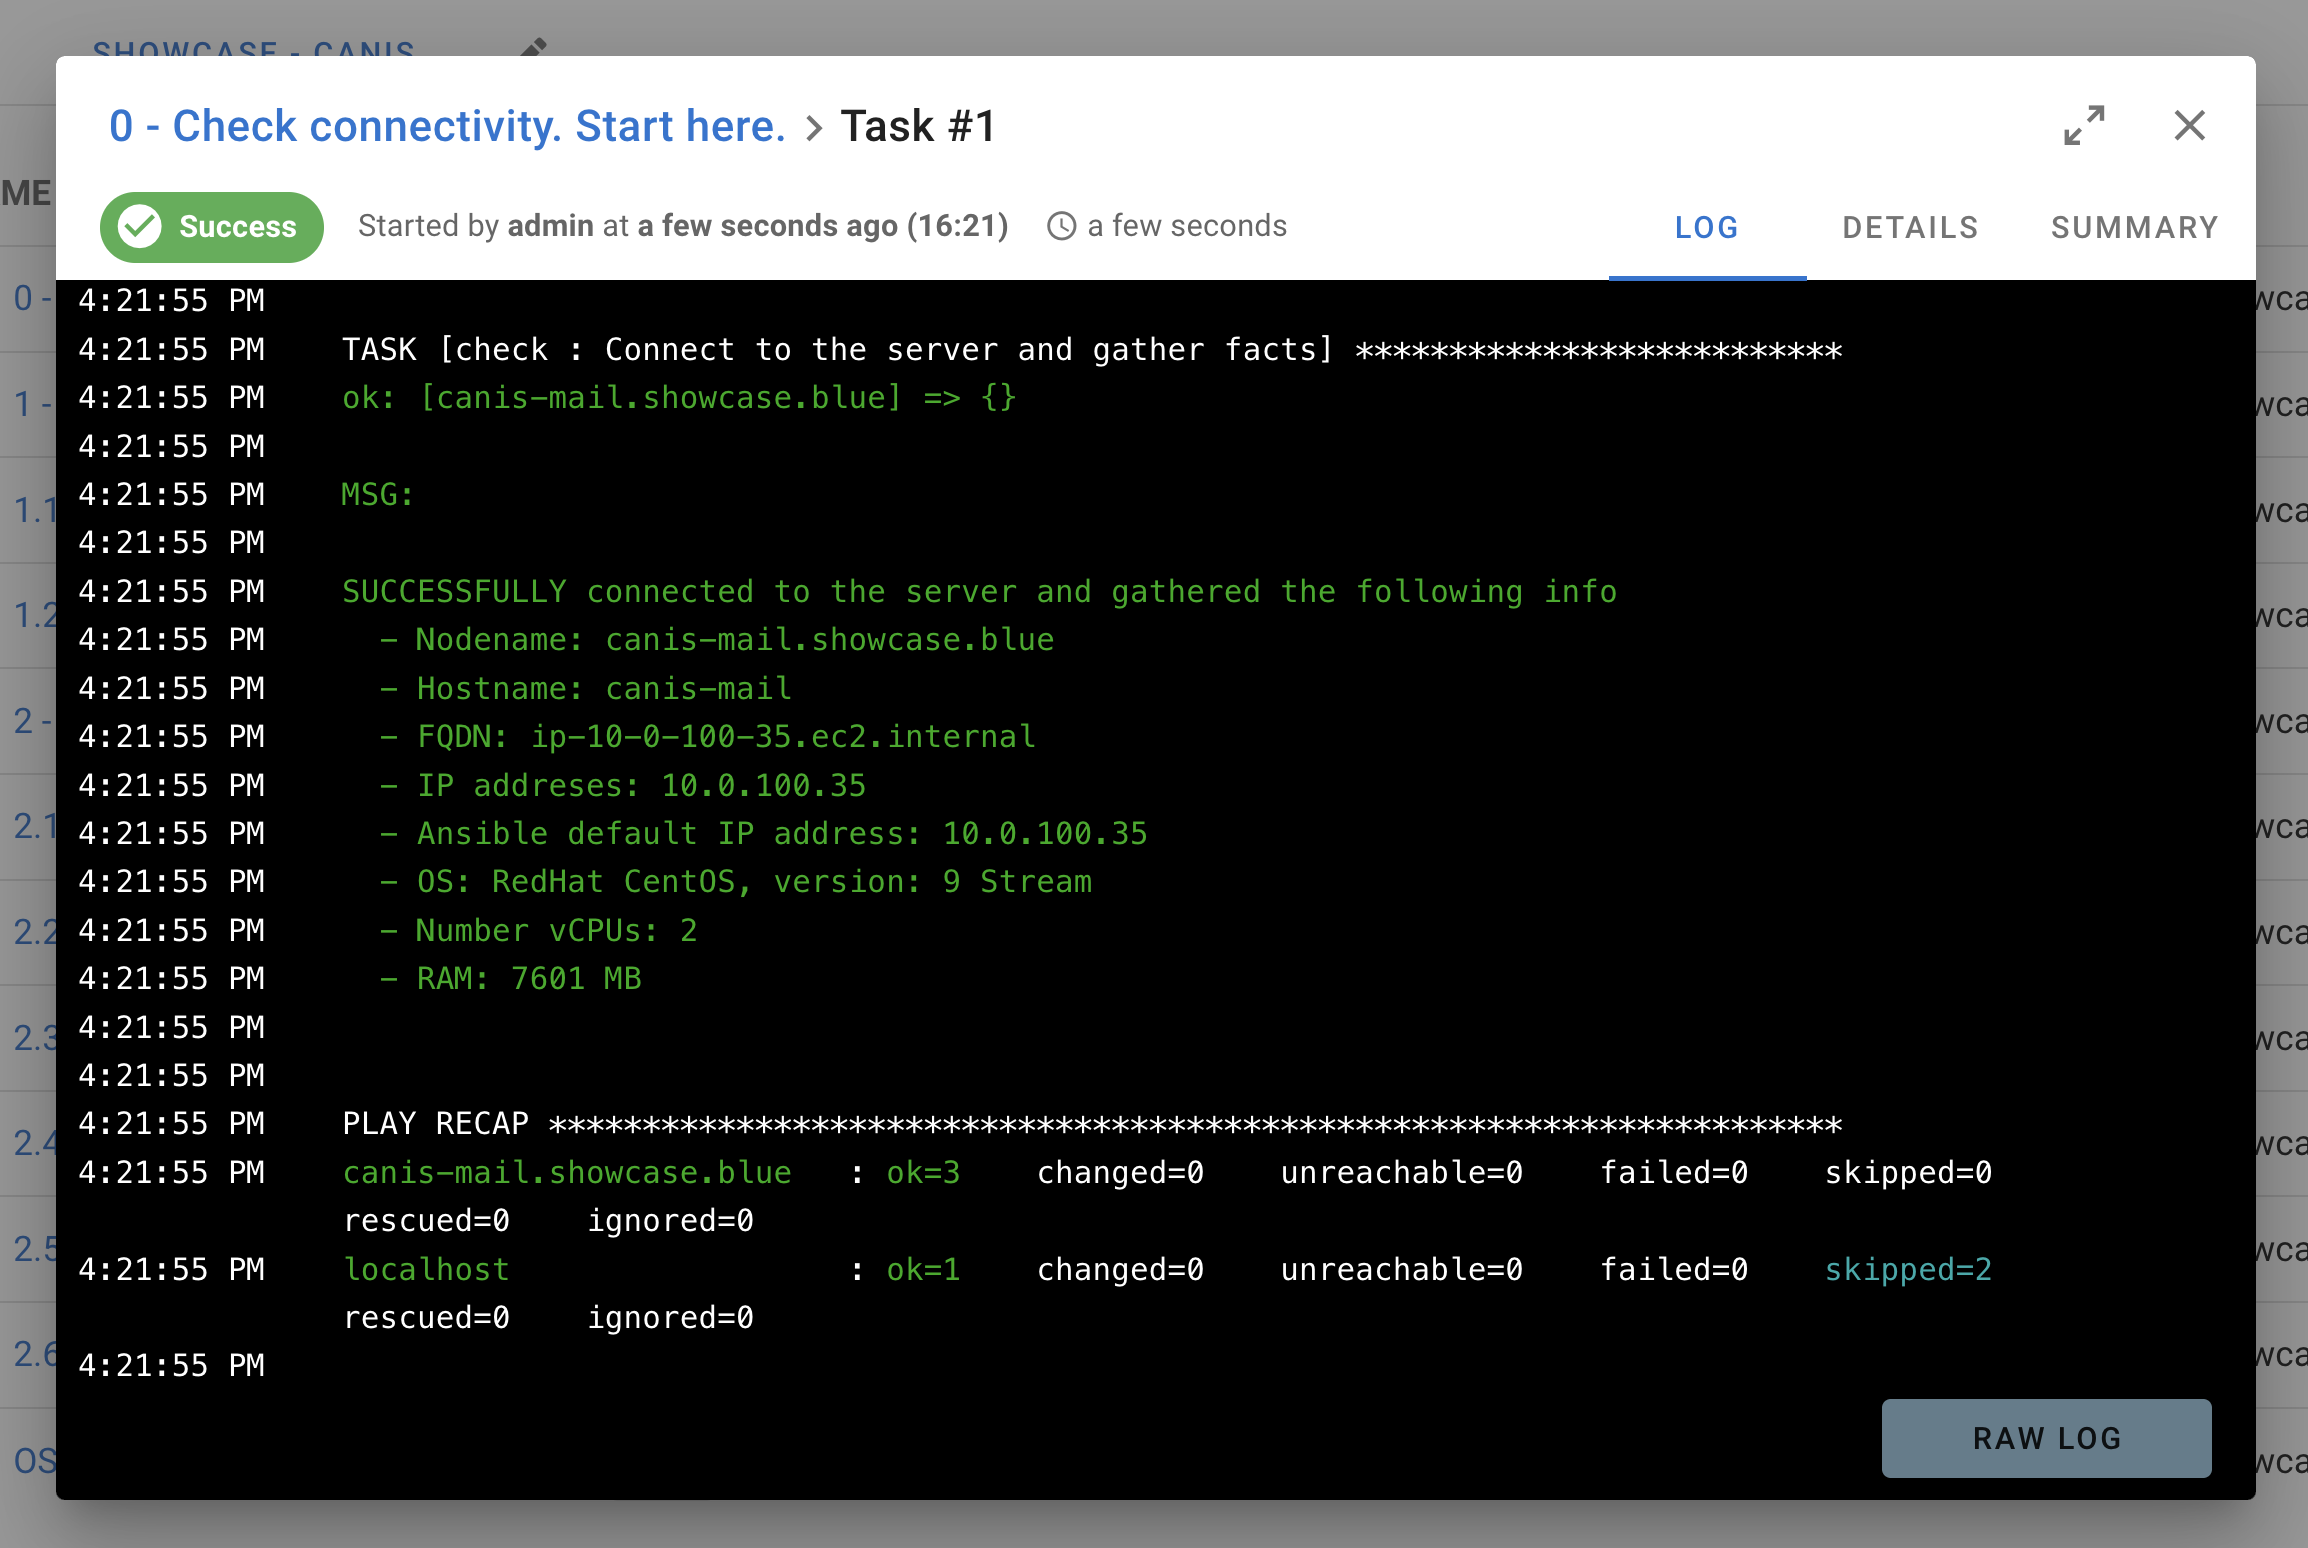 SHOWCASE - CANIS
0 - Check connectivity. Start here. > Task #1
Success Started by admin at a few seconds ago (16:21) a few seconds LOG DETAILS SUMMARY
ME
0 -
1 -
1.1
1.2
2 -
2.1
2.2
2.3
2.4
2.5
2.6
OS
4:21:55 PM
4:21:55 PM TASK [check : Connect to the server and gather facts] **************************
4:21:55 PM ok: [canis-mail.showcase.blue] => {}
4:21:55 PM
4:21:55 PM MSG:
4:21:55 PM
4:21:55 PM SUCCESSFULLY connected to the server and gathered the following info
4:21:55 PM - Nodename: canis-mail.showcase.blue
4:21:55 PM - Hostname: canis-mail
4:21:55 PM - FQDN: ip-10-0-100-35.ec2.internal
4:21:55 PM - IP addreses: 10.0.100.35
4:21:55 PM - Ansible default IP address: 10.0.100.35
4:21:55 PM - OS: RedHat CentOS, version: 9 Stream
4:21:55 PM - Number vCPUs: 2
4:21:55 PM - RAM: 7601 MB
4:21:55 PM
4:21:55 PM
4:21:55 PM PLAY RECAP *********************************************************************
4:21:55 PM canis-mail.showcase.blue : ok=3 changed=0 unreachable=0 failed=0 skipped=0
rescued=0 ignored=0
4:21:55 PM localhost : ok=1 changed=0 unreachable=0 failed=0 skipped=2
rescued=0 ignored=0
4:21:55 PM
RAW LOG